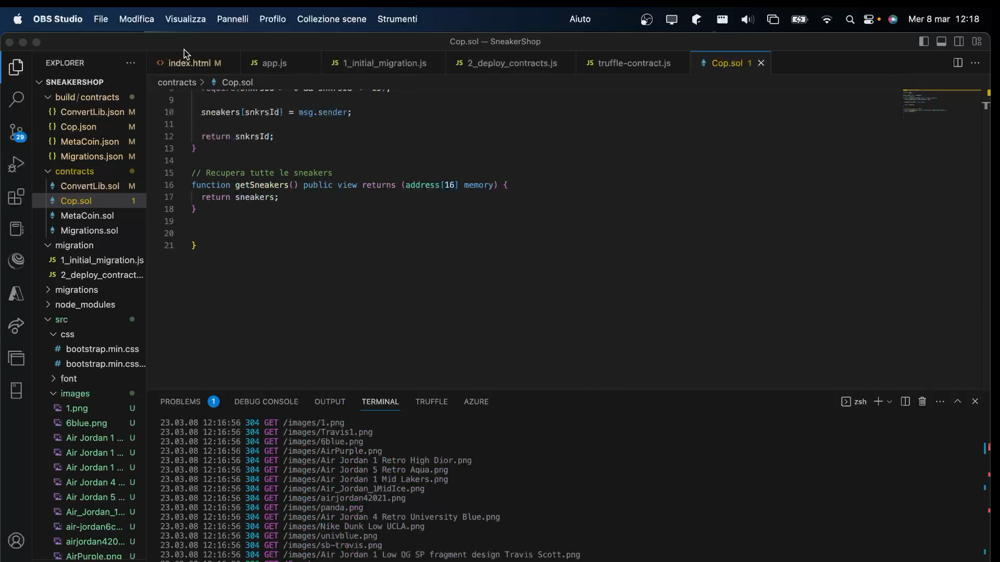 OBS Studio File Modifica Visualizza Pannelli Profilo Collezione scene Strumenti Aiuto Mer 8 mar 12:18
Cop.sol — SneakerShop
EXPLORER
index.html M
JS app.js
JS 1_initial_migration.js
JS 2_deploy_contracts.js
JS truffle-contract.js
Cop.sol 1
contracts > Cop.sol
SNEAKERSHOP
build/contracts
{} ConvertLib.json M
{} Cop.json M
{} MetaCoin.json M
{} Migrations.json M
contracts
ConvertLib.sol M
Cop.sol 1
MetaCoin.sol
Migrations.sol
migration
JS 1_initial_migration.js
JS 2_deploy_contract...
migrations
node_modules
src
css
# bootstrap.min.css
# bootstrap.min.css...
font
images
1.png U
6blue.png U
Air Jordan 1 ... U
Air Jordan 1 ... U
Air Jordan 1 ... U
Air Jordan 4 ... U
Air Jordan 5 ... U
Air_Jordan_1... U
air-jordan6c... U
airjordan420... U
AirPurple.png U
29
9
10 sneakers[snkrsId] = msg.sender;
11
12 return snkrsId;
13 }
14
15 // Recupera tutte le sneakers
16 function getSneakers() public view returns (address[16] memory) {
17 return sneakers;
18 }
19
20
21 }
PROBLEMS 1 DEBUG CONSOLE OUTPUT TERMINAL TRUFFLE AZURE zsh
23.03.08 12:16:56 304 GET /images/1.png
23.03.08 12:16:56 304 GET /images/Travis1.png
23.03.08 12:16:56 304 GET /images/6blue.png
23.03.08 12:16:56 304 GET /images/AirPurple.png
23.03.08 12:16:56 304 GET /images/Air Jordan 1 Retro High Dior.png
23.03.08 12:16:56 304 GET /images/Air Jordan 5 Retro Aqua.png
23.03.08 12:16:56 304 GET /images/Air Jordan 1 Mid Lakers.png
23.03.08 12:16:56 304 GET /images/Air_Jordan_1MidIce.png
23.03.08 12:16:56 304 GET /images/airjordan42021.png
23.03.08 12:16:56 304 GET /images/panda.png
23.03.08 12:16:56 304 GET /images/Air Jordan 4 Retro University Blue.png
23.03.08 12:16:56 304 GET /images/Nike Dunk Low UCLA.png
23.03.08 12:16:56 304 GET /images/univblue.png
23.03.08 12:16:56 304 GET /images/sb-travis.png
23.03.08 12:16:56 304 GET /images/Air Jordan 1 Low OG SP fragment design Travis Scott.png